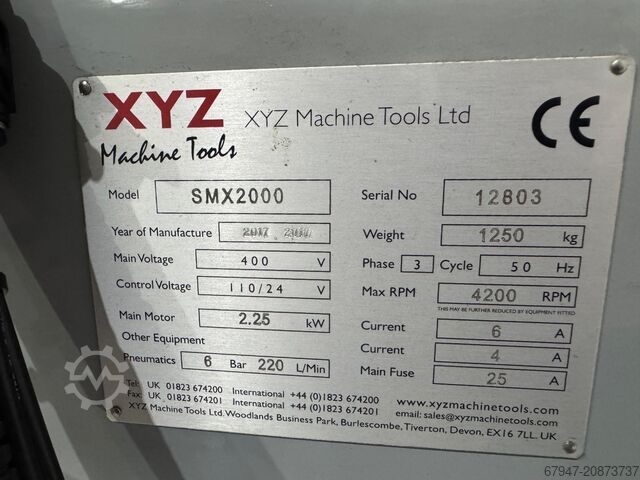 XYZ XYZ Machine Tools Ltd CE
Machine Tools
Model SMX2000 Serial No 12803
Year of Manufacture 2017 Weight 1250 kg
Main Voltage 400 V Phase 3 Cycle 50 Hz
Control Voltage 110/24 V Max RPM 4200 RPM
THIS MAY BE FURTHER REDUCED BY EQUIPMENT FITTED
Main Motor 2.25 kW Current 6 A
Other Equipment Current 4 A
Pneumatics 6 Bar 220 L/Min Main Fuse 25 A
Tel: UK 01823 674200 International +44 (0)1823 674200 www.xyzmachinetools.com
Fax: UK 01823 674201 International +44 (0)1823 674201 email: sales@xyzmachinetools.com
XYZ Machine Tools Ltd. Woodlands Business Park, Burlescombe, Tiverton, Devon, EX16 7LL. UK
67947-20873737